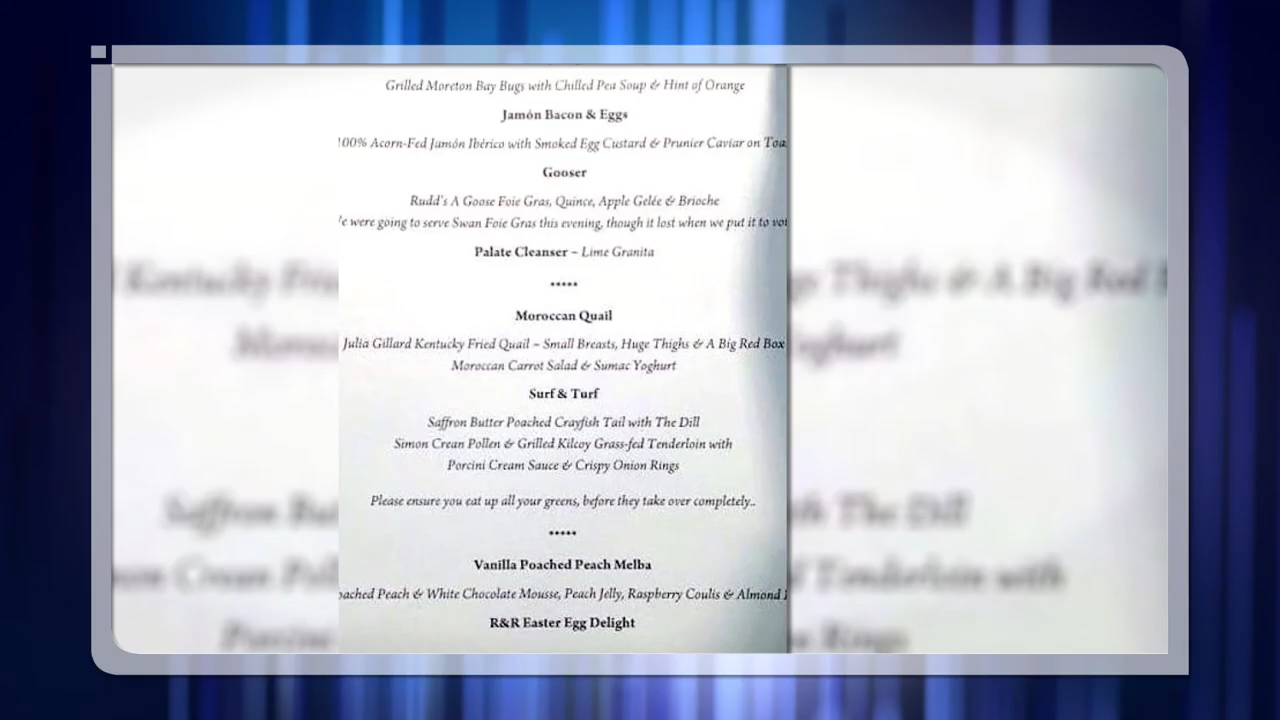 Grilled Moreton Bay Bugs with Chilled Pea Soup & Hint of Orange
Jamón Bacon & Eggs
100% Acorn-Fed Jamón Ibérico with Smoked Egg Custard & Prunier Caviar on Toa
Gooser
Rudd's A Goose Foie Gras, Quince, Apple Gelée & Brioche
e were going to serve Swan Foie Gras this evening, though it lost when we put it to vot
Palate Cleanser – Lime Granita
*****
Moroccan Quail
Julia Gillard Kentucky Fried Quail – Small Breasts, Huge Thighs & A Big Red Box
Moroccan Carrot Salad & Sumac Yoghurt
Surf & Turf
Saffron Butter Poached Crayfish Tail with The Dill
Simon Crean Pollen & Grilled Kilcoy Grass-fed Tenderloin with
Porcini Cream Sauce & Crispy Onion Rings
Please ensure you eat up all your greens, before they take over completely..
*****
Vanilla Poached Peach Melba
oached Peach & White Chocolate Mousse, Peach Jelly, Raspberry Coulis & Almond
R&R Easter Egg Delight